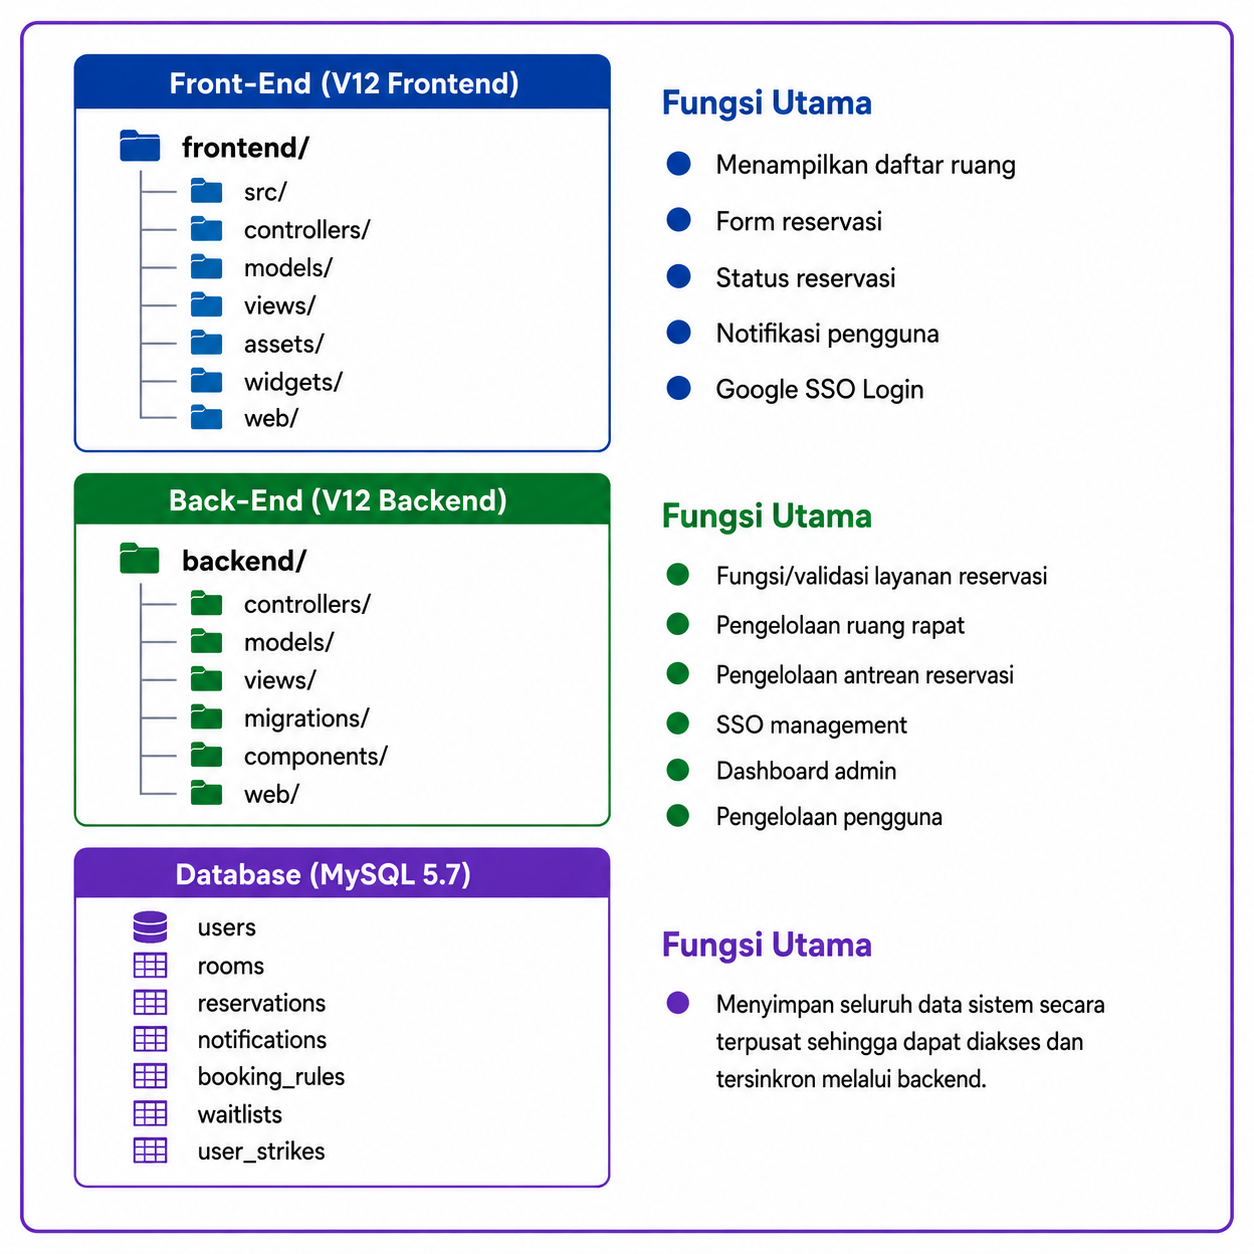 Front-End (V12 Frontend)
frontend/
src/
controllers/
models/
views/
assets/
widgets/
web/
Fungsi Utama
Menampilkan daftar ruang
Form reservasi
Status reservasi
Notifikasi pengguna
Google SSO Login
Back-End (V12 Backend)
backend/
controllers/
models/
views/
migrations/
components/
web/
Fungsi Utama
Fungsi/validasi layanan reservasi
Pengelolaan ruang rapat
Pengelolaan antrean reservasi
SSO management
Dashboard admin
Pengelolaan pengguna
Database (MySQL 5.7)
users
rooms
reservations
notifications
booking_rules
waitlists
user_strikes
Fungsi Utama
Menyimpan seluruh data sistem secara
terpusat sehingga dapat diakses dan
tersinkron melalui backend.